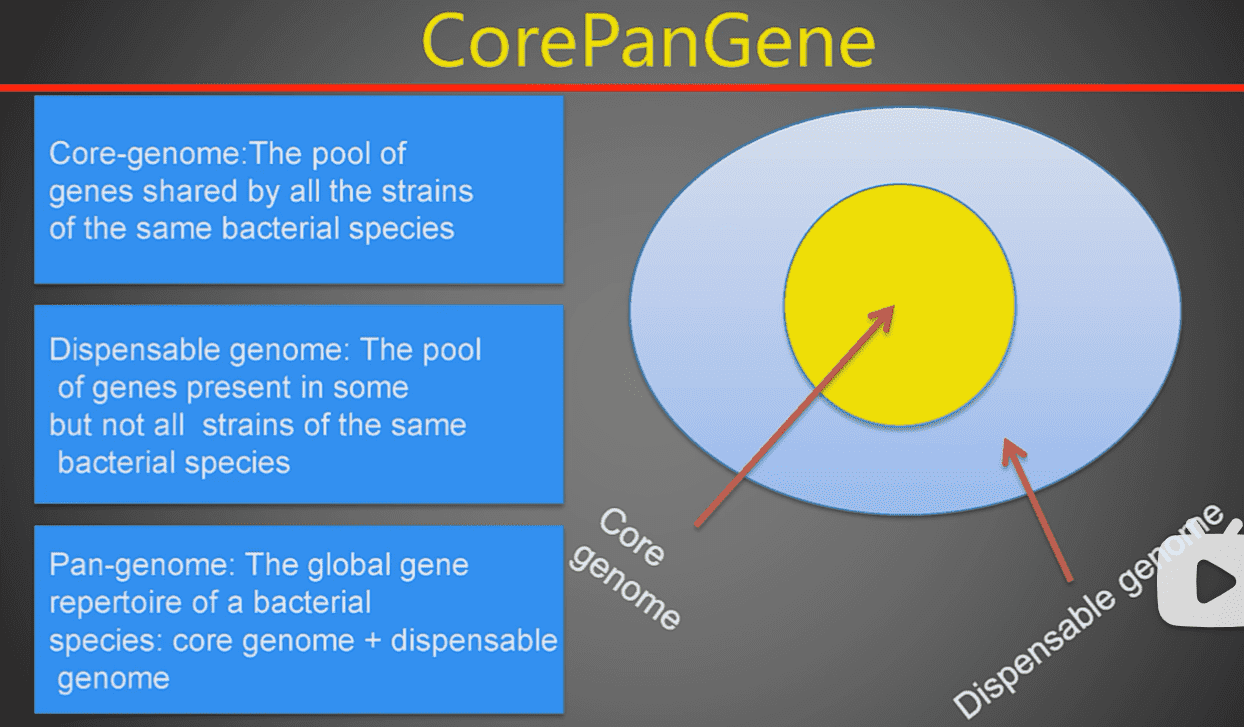 CorePanGene
Core-genome:The pool of
genes shared by all the strains
of the same bacterial species
Dispensable genome: The pool
of genes present in some
but not all strains of the same
bacterial species
Pan-genome: The global gene
repertoire of a bacterial
species: core genome + dispensable
genome
Core
genome
Dispensable genome